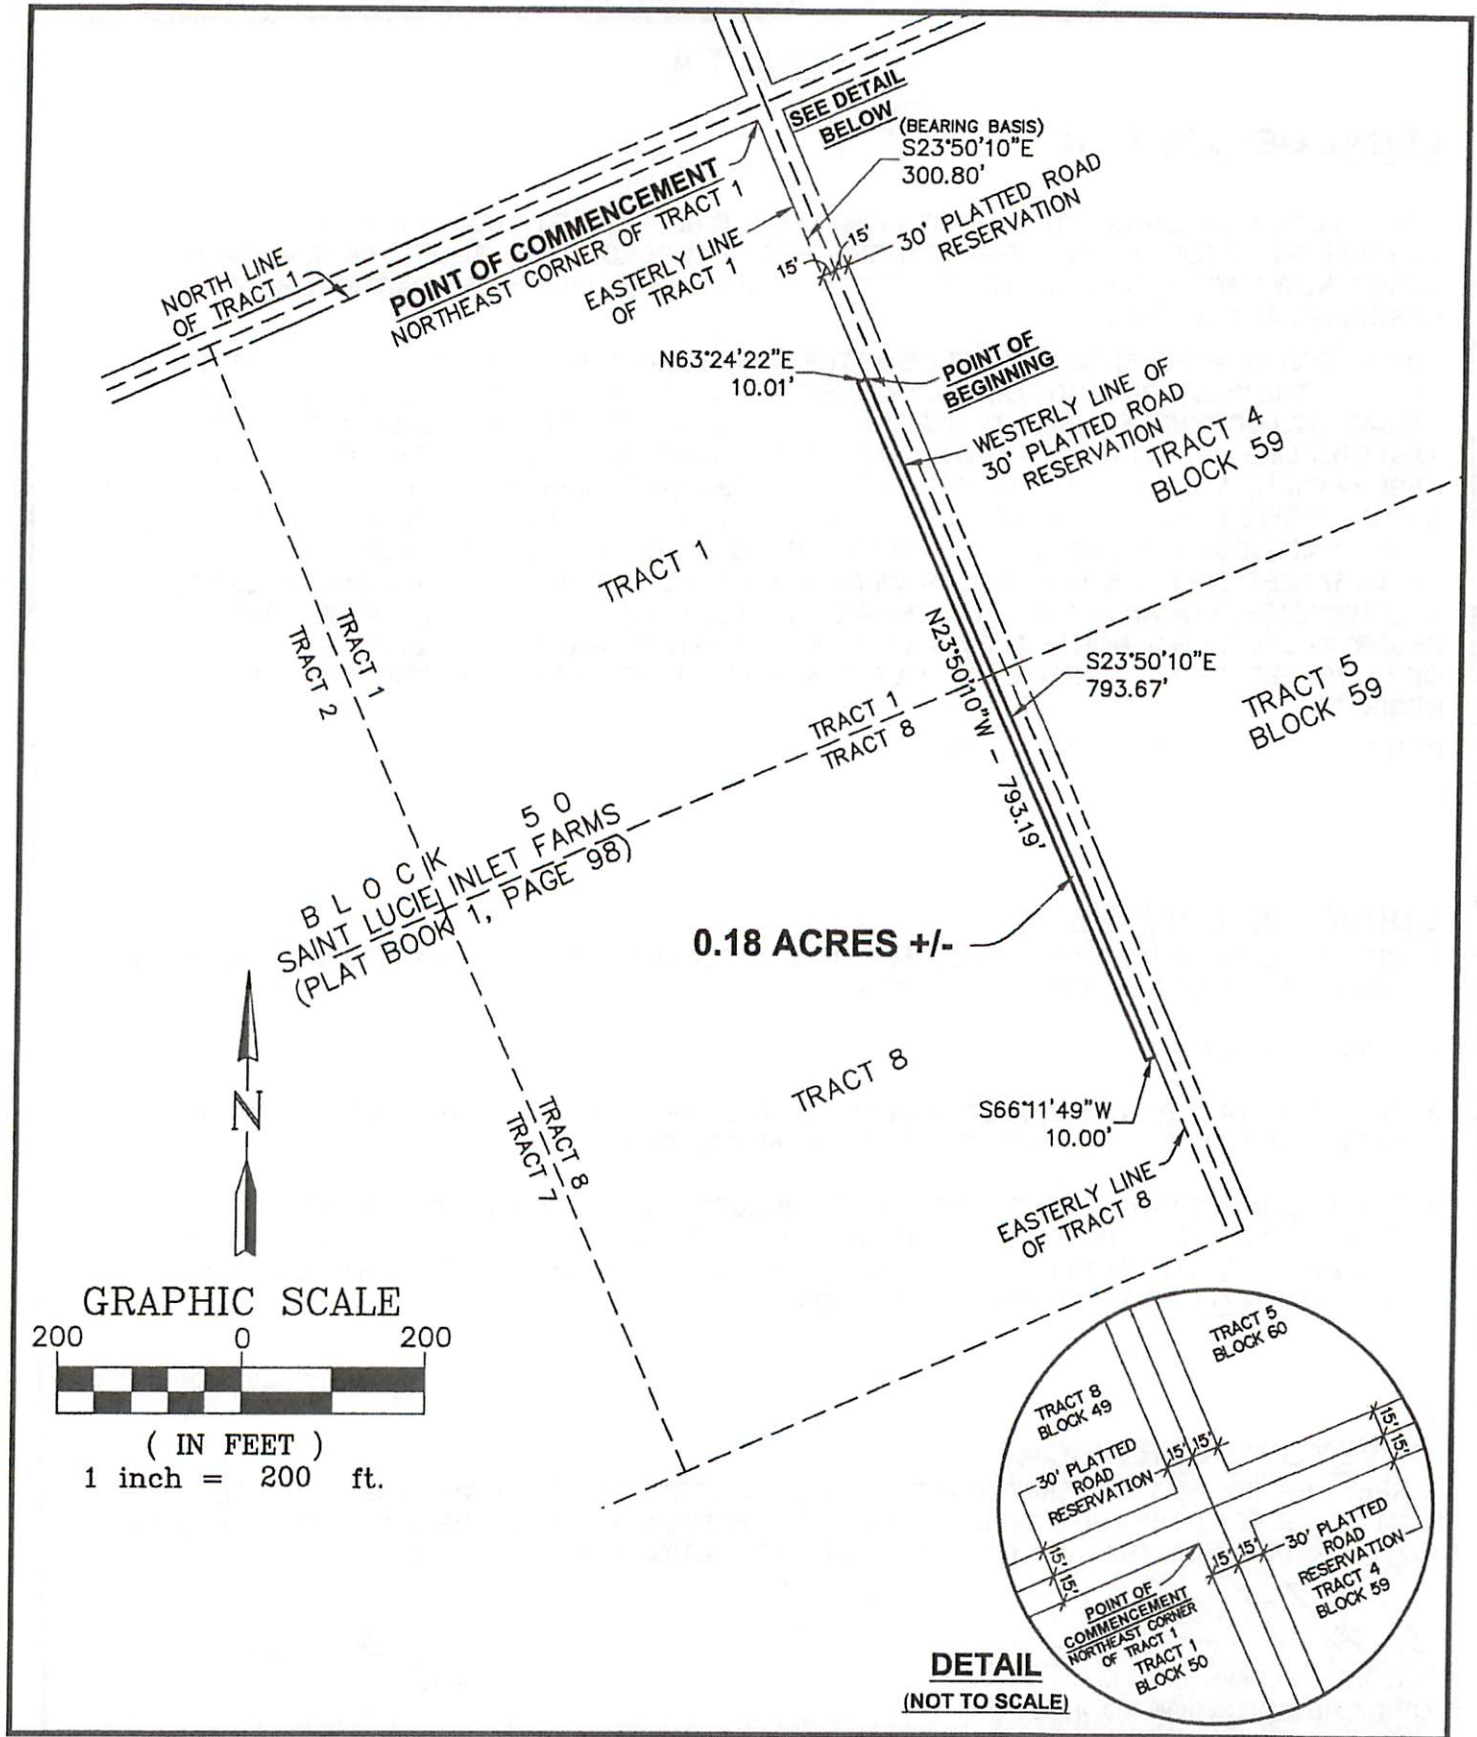 SEE DETAIL
BELOW
(BEARING BASIS)
S23°50'10"E
300.80'
30' PLATTED ROAD
RESERVATION
15'
15'
POINT OF COMMENCEMENT
NORTHEAST CORNER OF TRACT 1
NORTH LINE
OF TRACT 1
EASTERLY LINE
OF TRACT 1
N63°24'22"E
10.01'
POINT OF
BEGINNING
WESTERLY LINE OF
30' PLATTED ROAD
RESERVATION
TRACT 4
BLOCK 59
TRACT 1
TRACT 1
TRACT 2
N23°50'10"W - 793.19'
S23°50'10"E
793.67'
TRACT 5
BLOCK 59
TRACT 1
TRACT 8
BLOCK 50
SAINT LUCIE INLET FARMS
(PLAT BOOK 1, PAGE 98)
0.18 ACRES +/-
N
TRACT 8
TRACT 8
TRACT 7
S66°11'49"W
10.00'
EASTERLY LINE
OF TRACT 8
GRAPHIC SCALE
200 0 200
( IN FEET )
1 inch = 200 ft.
TRACT 5
BLOCK 60
TRACT 8
BLOCK 49
30' PLATTED
ROAD
RESERVATION
15' 15'
15'
15'
15'
15'
15' 15'
30' PLATTED
ROAD
RESERVATION
TRACT 4
BLOCK 59
POINT OF
COMMENCEMENT
NORTHEAST CORNER
OF TRACT 1
TRACT 1
BLOCK 50
DETAIL
(NOT TO SCALE)